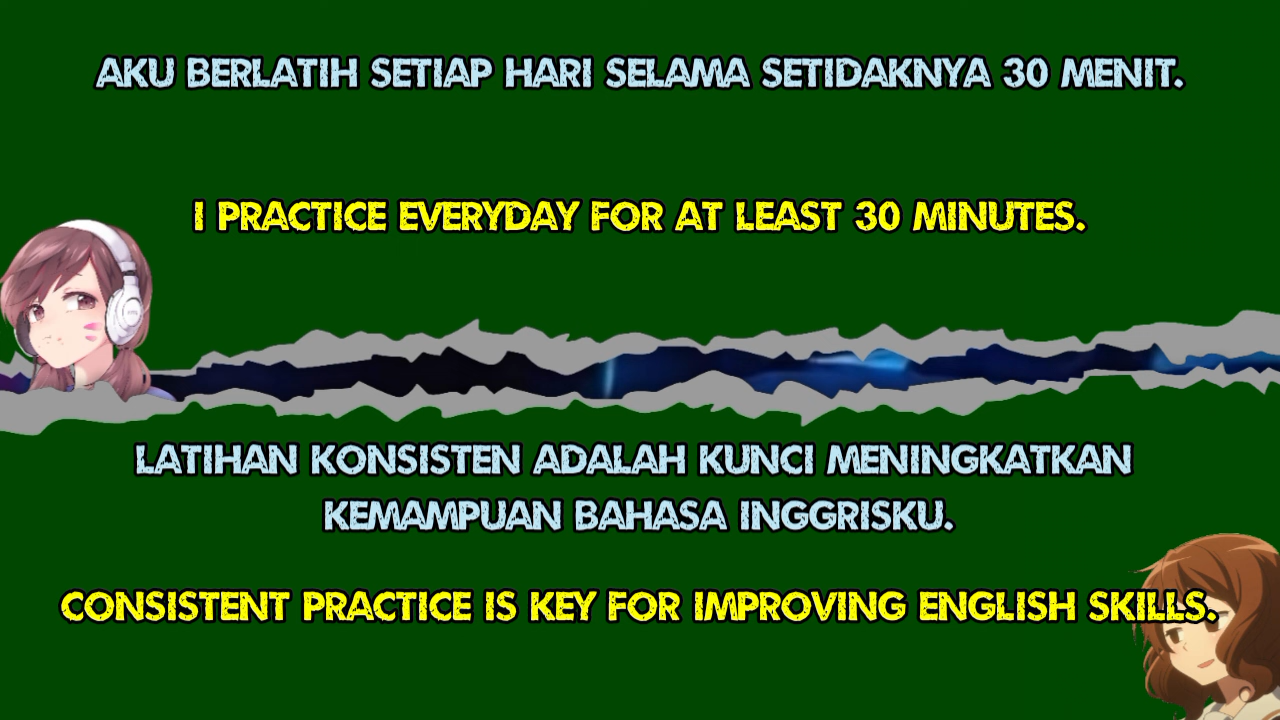 AKU BERLATIH SETIAP HARI SELAMA SETIDAKNYA 30 MENIT.
I PRACTICE EVERYDAY FOR AT LEAST 30 MINUTES.
LATIHAN KONSISTEN ADALAH KUNCI MENINGKATKAN
KEMAMPUAN BAHASA INGGRISKU.
CONSISTENT PRACTICE IS KEY FOR IMPROVING ENGLISH SKILLS.